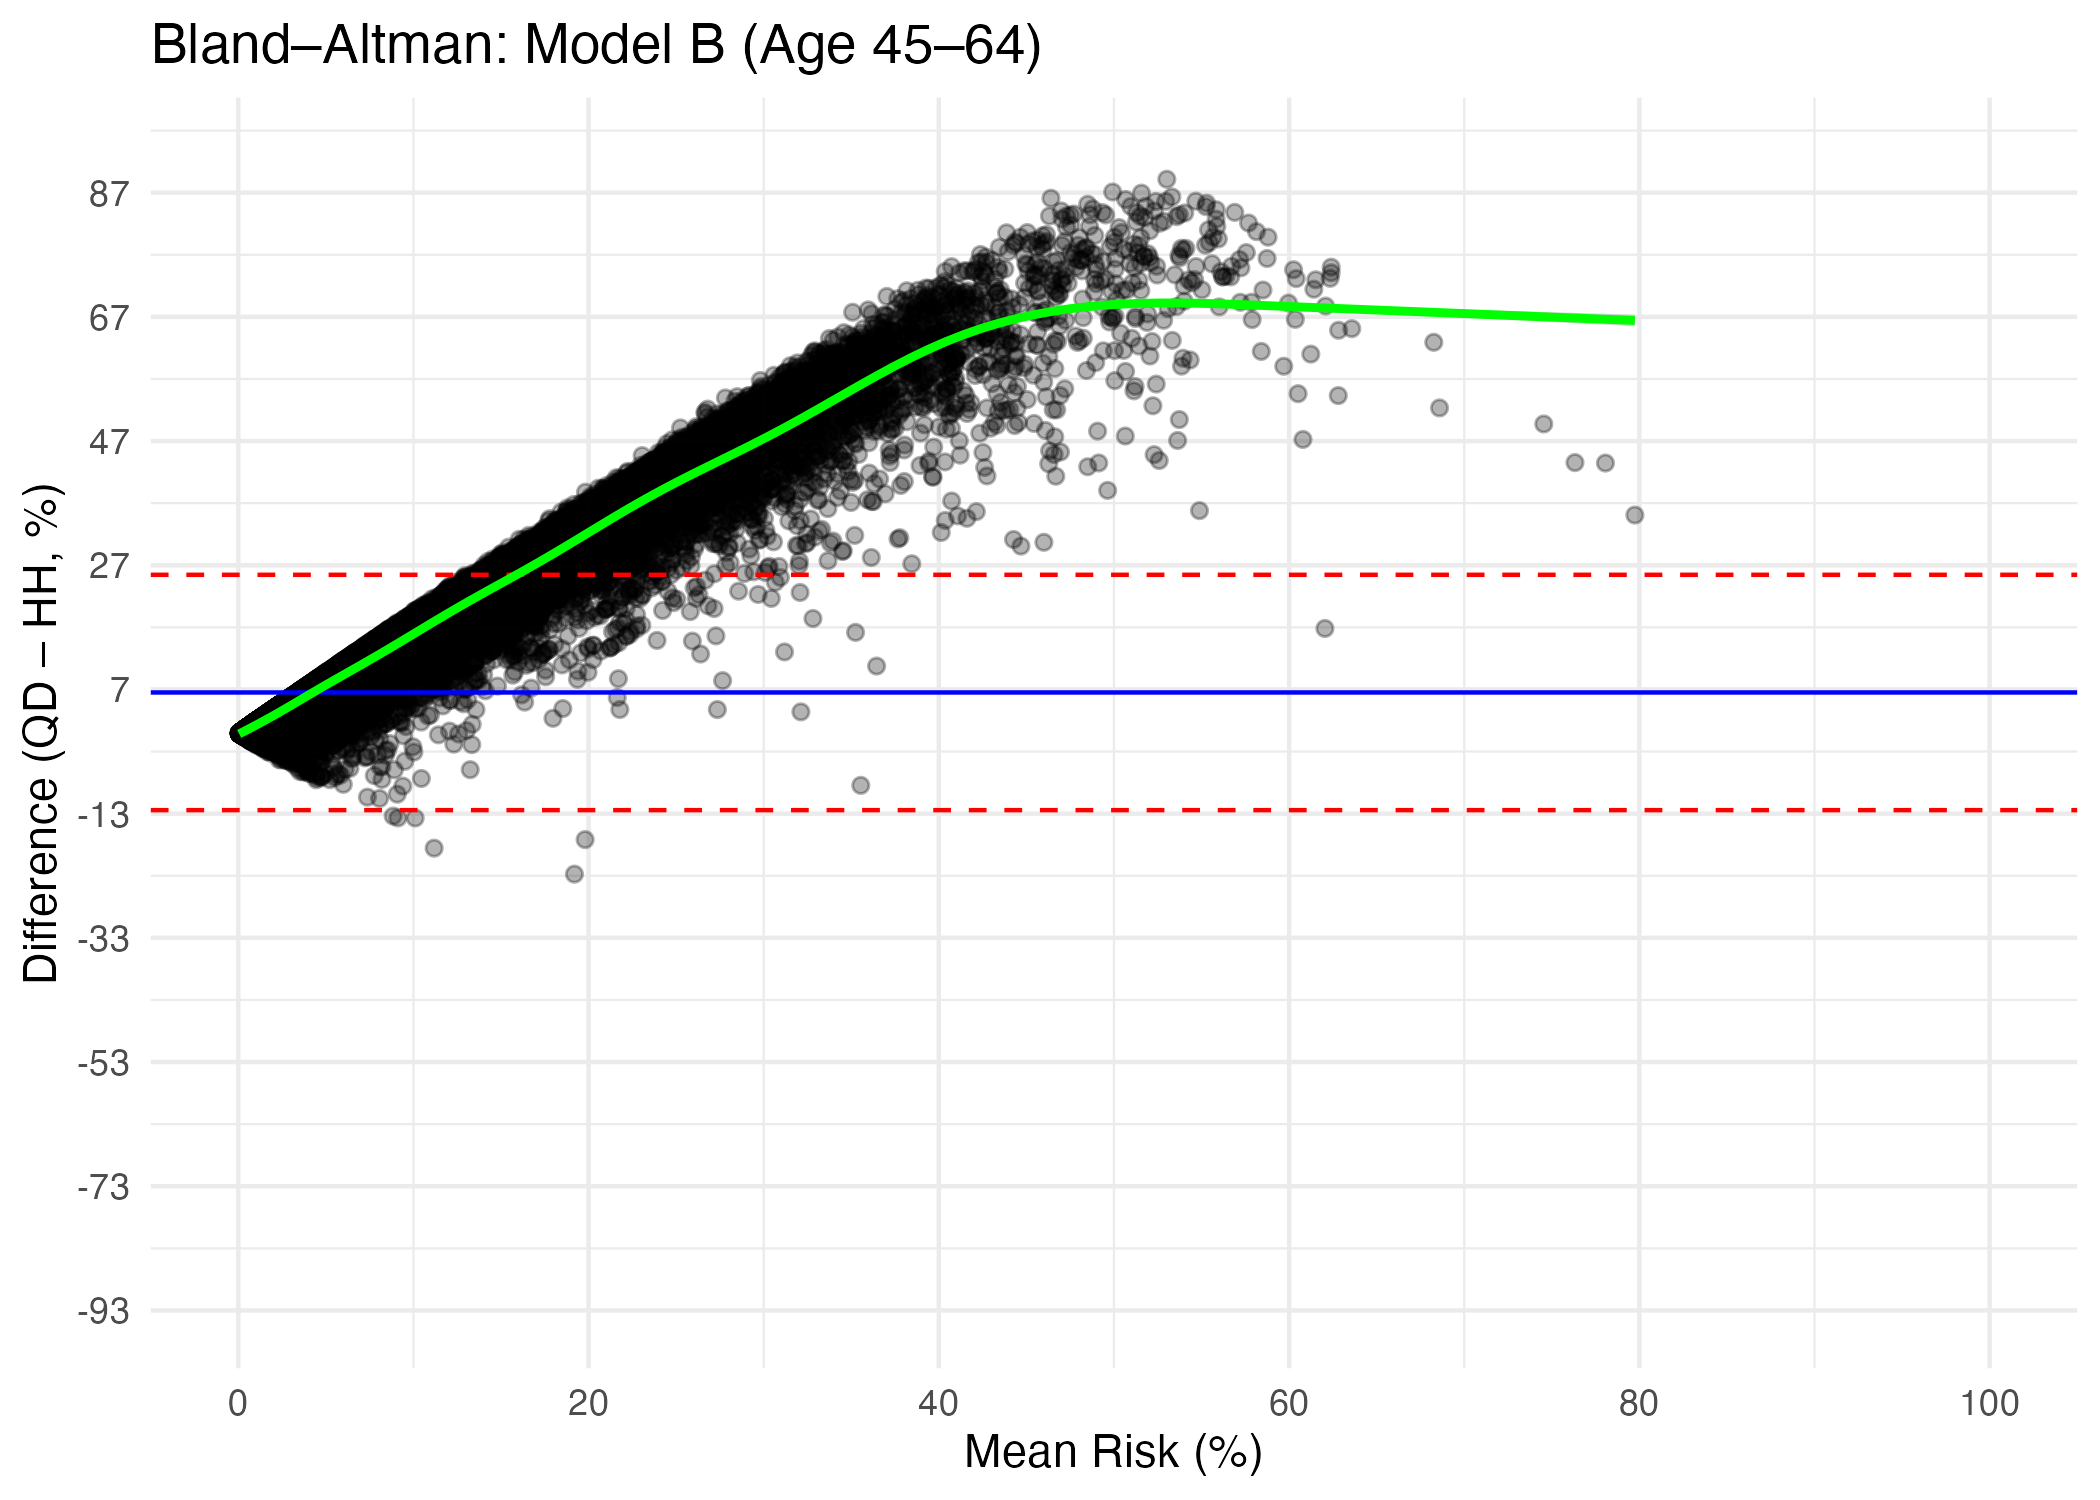 Bland–Altman: Model B (Age 45–64)
Difference (QD – HH, %)
87
67
47
27
7
-13
-33
-53
-73
-93
0 20 40 60 80 100
Mean Risk (%)